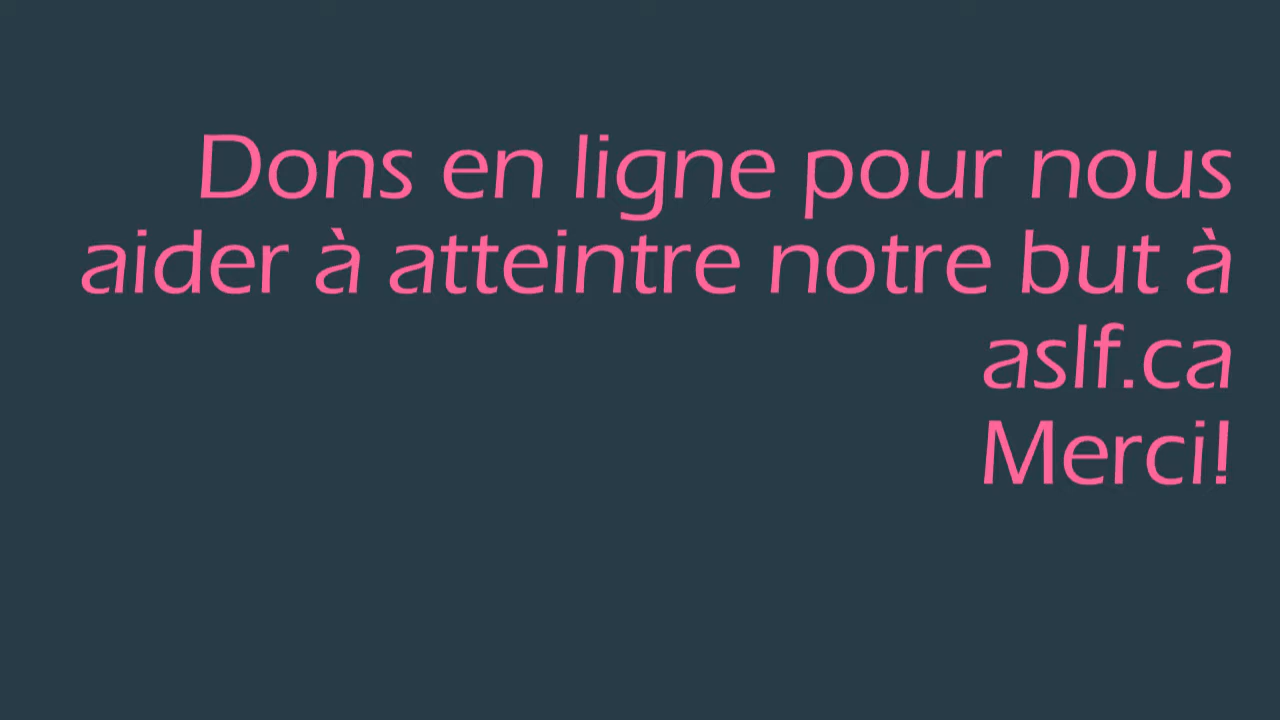 Dons en ligne pour nous
aider à atteintre notre but à
aslf.ca
Merci!